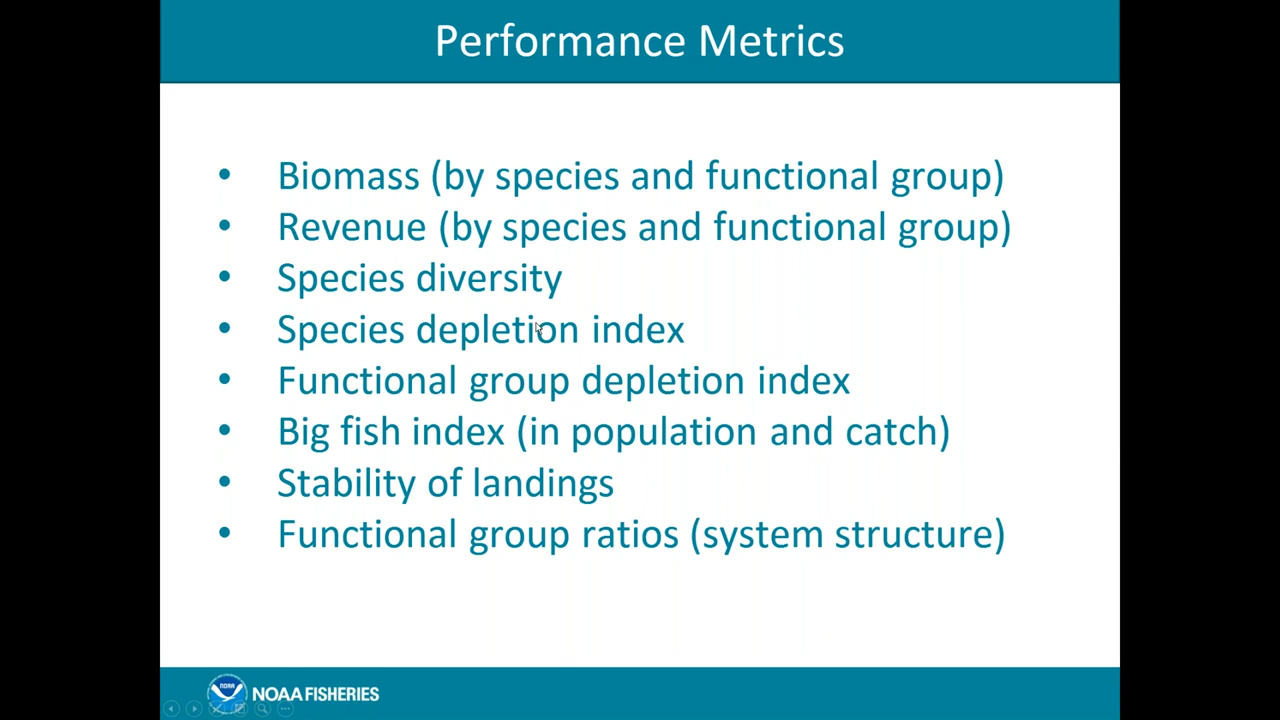 Performance Metrics
• Biomass (by species and functional group)
• Revenue (by species and functional group)
• Species diversity
• Species depletion index
• Functional group depletion index
• Big fish index (in population and catch)
• Stability of landings
• Functional group ratios (system structure)
NOAA
NOAA FISHERIES